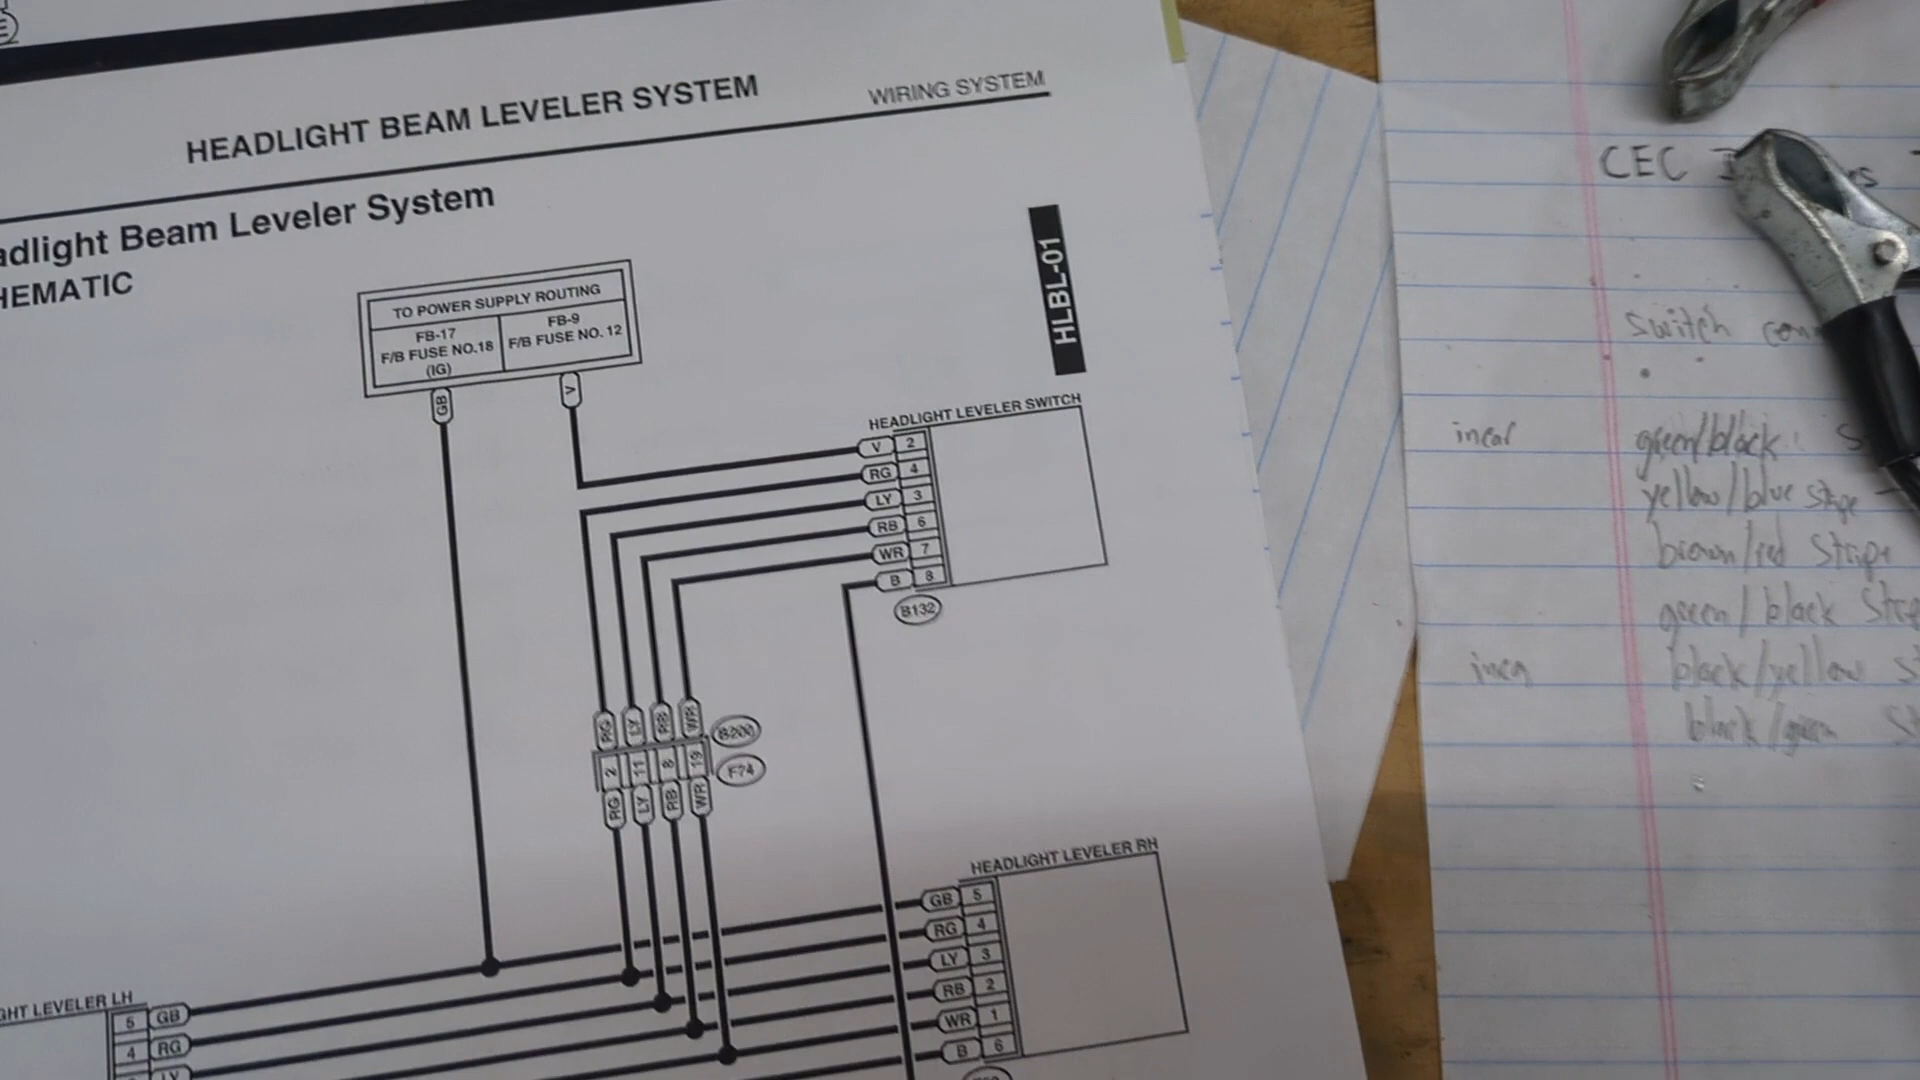 E
HEADLIGHT BEAM LEVELER SYSTEM
WIRING SYSTEM
adlight Beam Leveler System
HEMATIC
HLBL-01
TO POWER SUPPLY ROUTING
FB-17
F/B FUSE NO.18
(IG)
FB-9
F/B FUSE NO. 12
GB
V
HEADLIGHT LEVELER SWITCH
V 2
RG 4
LY 3
RB 6
WR 7
B 8
B132
RG LY RB WR
B200
2 11 8 19
F74
RG LY RB WR
HEADLIGHT LEVELER RH
GB 5
RG 4
LY 3
RB 2
WR 1
B 6
GHT LEVELER LH
5 GB
4 RG
LY
CEC
switch con
green/black
yellow/blue stripe
brown/red stripe
green/black
black/yellow
black/green